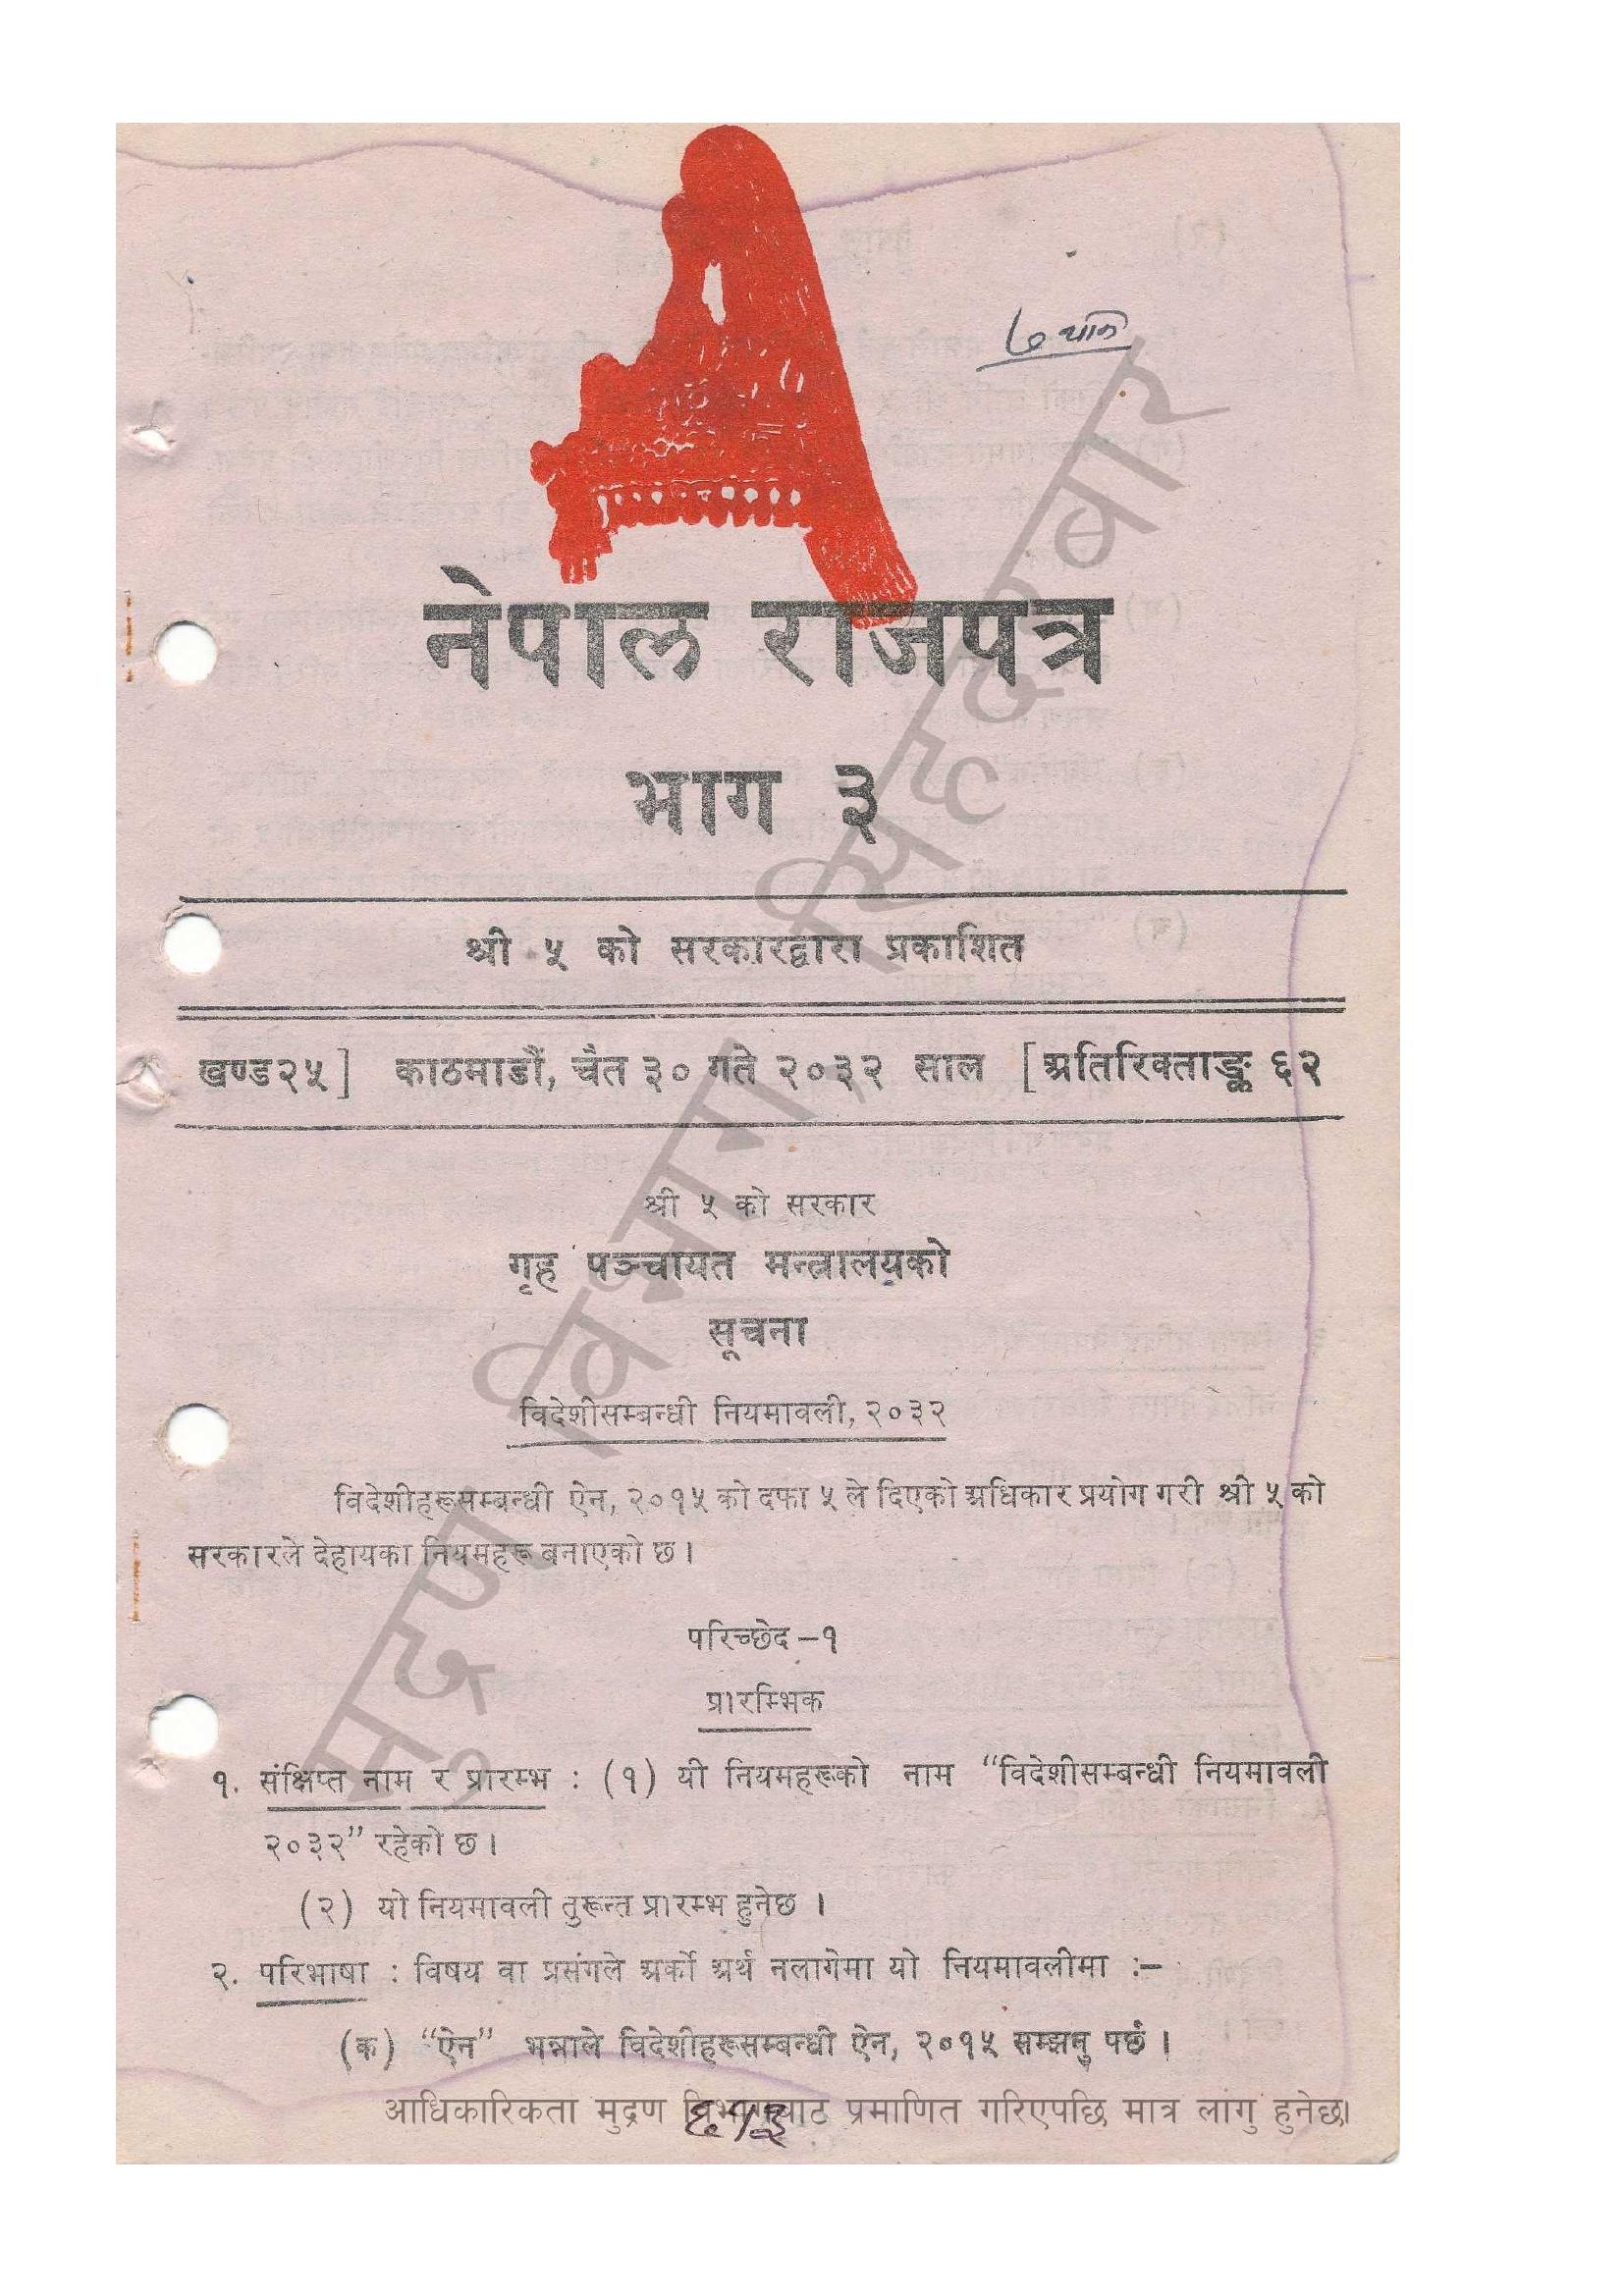 ७ थान
नेपाल राजपत्र
भाग ३
श्री ५ को सरकारद्वारा प्रकाशित
खण्ड२५] काठमाडौं, चैत ३० गते २०३२ साल [अतिरिक्ताङ्क ६२
श्री ५ को सरकार
गृह पञ्चायत मन्त्रालयको
सूचना
विदेशीसम्बन्धी नियमावली, २०३२
विदेशीहरूसम्बन्धी ऐन, २०१५ को दफा ५ ले दिएको अधिकार प्रयोग गरी श्री ५ को
सरकारले देहायका नियमहरू बनाएको छ।
परिच्छेद –१
प्रारम्भिक
१. संक्षिप्त नाम र प्रारम्भ : (१) यी नियमहरूको नाम “विदेशीसम्बन्धी नियमावली
२०३२” रहेको छ।
(२) यो नियमावली तुरून्त प्रारम्भ हुनेछ ।
२. परिभाषा : विषय वा प्रसंगले अर्को अर्थ नलागेमा यो नियमावलीमा :–
(क) “ऐन” भन्नाले विदेशीहरूसम्बन्धी ऐन, २०१५ सम्झनु पर्छ ।
आधिकारिकता मुद्रण विभागबाट प्रमाणित गरिएपछि मात्र लागु हुनेछ।
६१३
मुद्रण विभाग, सिंहदरबार